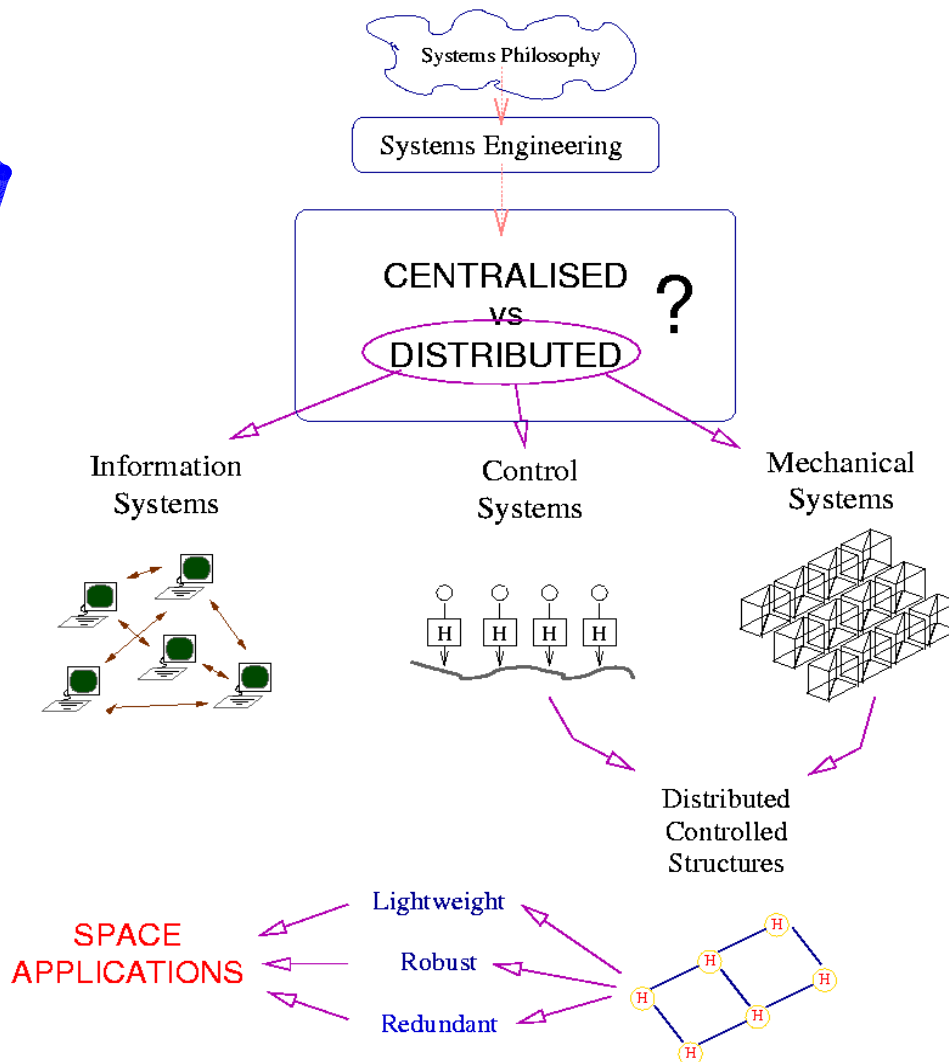 Systems Philosophy
Systems Engineering
CENTRALISED
vs
DISTRIBUTED
?
Information
Systems
Control
Systems
Mechanical
Systems
H H H H
Distributed
Controlled
Structures
Lightweight
Robust
Redundant
SPACE
APPLICATIONS
H
H
H
H
H
H